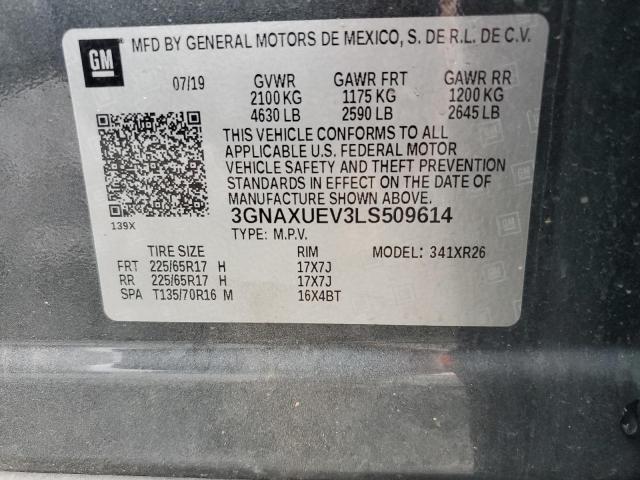 GM
MFD BY GENERAL MOTORS DE MEXICO, S. DE R.L. DE C.V.
07/19 GVWR GAWR FRT GAWR RR
2100 KG 1175 KG 1200 KG
4630 LB 2590 LB 2645 LB
THIS VEHICLE CONFORMS TO ALL
APPLICABLE U.S. FEDERAL MOTOR
VEHICLE SAFETY AND THEFT PREVENTION
STANDARDS IN EFFECT ON THE DATE OF
MANUFACTURE SHOWN ABOVE.
139X 3GNAXUEV3LS509614
TYPE: M.P.V.
TIRE SIZE RIM MODEL: 341XR26
FRT 225/65R17 H 17X7J
RR 225/65R17 H 17X7J
SPA T135/70R16 M 16X4BT